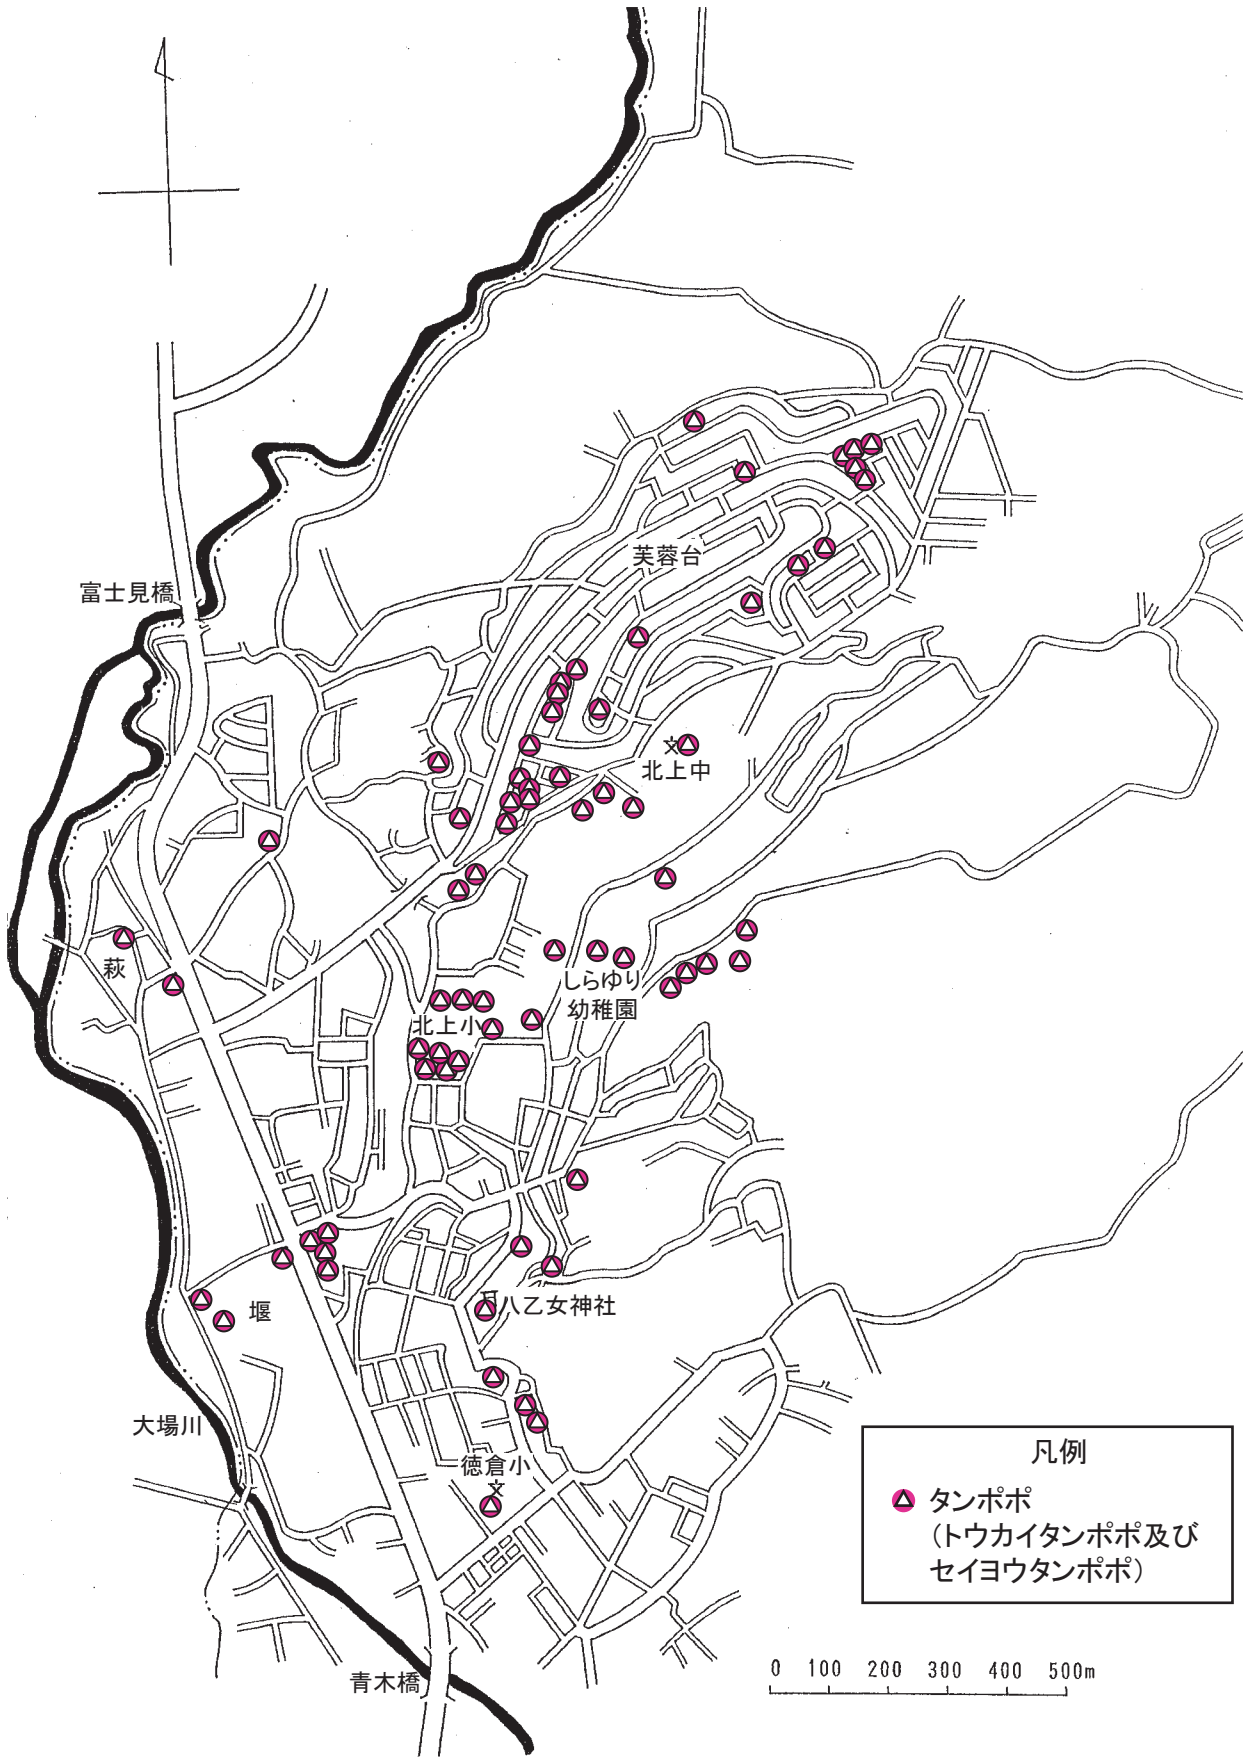 芙蓉台
富士見橋
北上中
萩
しらゆり
幼稚園
北上小
八乙女神社
堰
大場川
徳倉小
青木橋
凡例
タンポポ
(トウカイタンポポ及び
セイヨウタンポポ)
0 100 200 300 400 500m